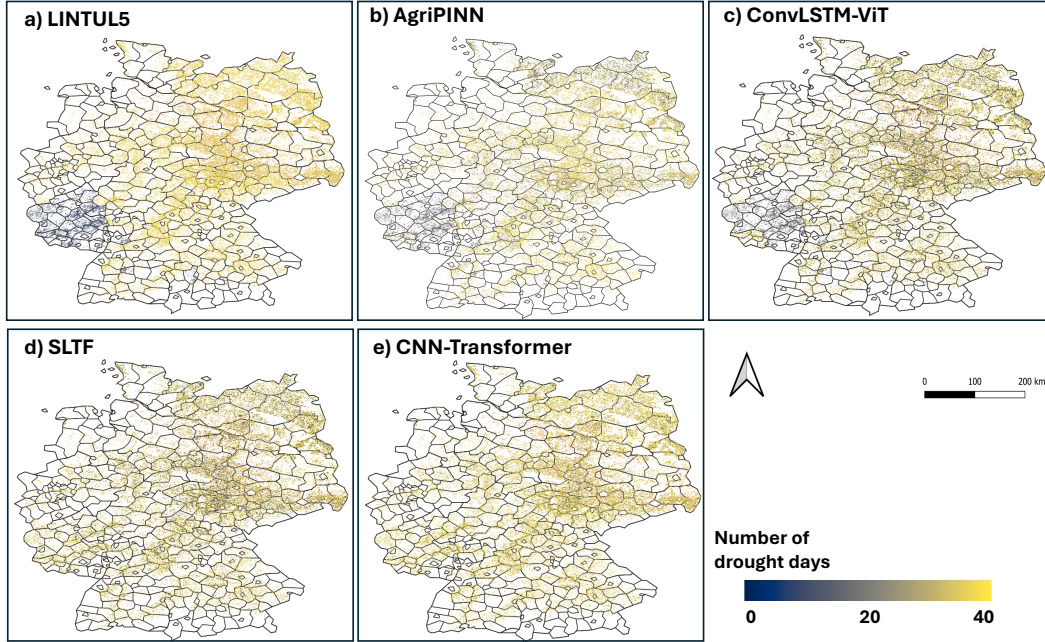 a) LINTUL5
b) AgriPINN
c) ConvLSTM-ViT
d) SLTF
e) CNN-Transformer
0 100 200 km
Number of
drought days
0 20 40